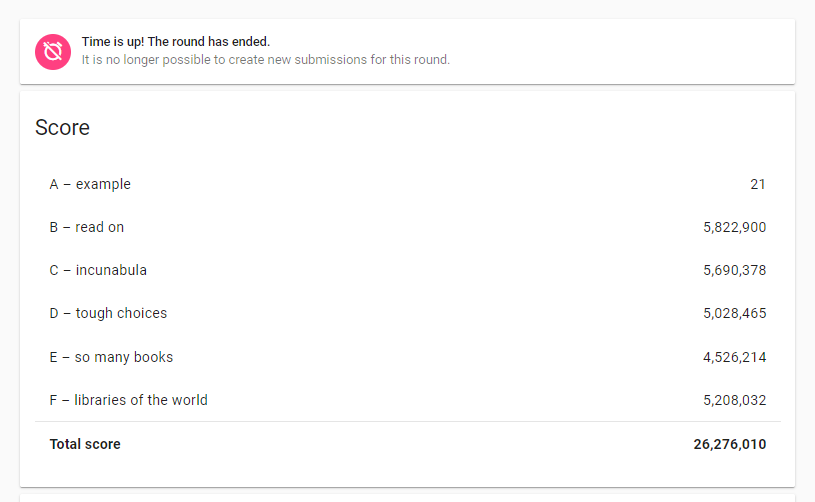 Time is up! The round has ended.
It is no longer possible to create new submissions for this round.
Score
A – example 21
B – read on 5,822,900
C – incunabula 5,690,378
D – tough choices 5,028,465
E – so many books 4,526,214
F – libraries of the world 5,208,032
Total score 26,276,010